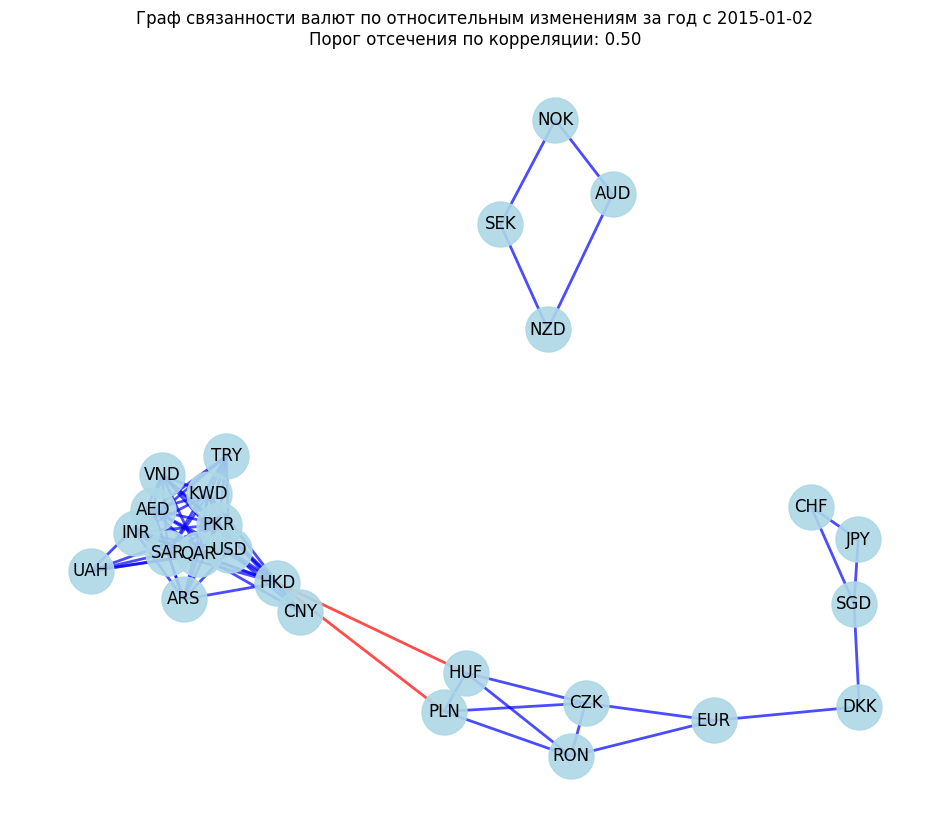 Граф связанности валют по относительным изменениям за год с 2015-01-02
Порог отсечения по корреляции: 0.50
NOK
AUD
SEK
NZD
TRY
VND
KWD
AED
CHF
PKR
INR
JPY
SAR
QAR
USD
UAH
HKD
ARS
SGD
CNY
HUF
CZK
DKK
PLN
EUR
RON